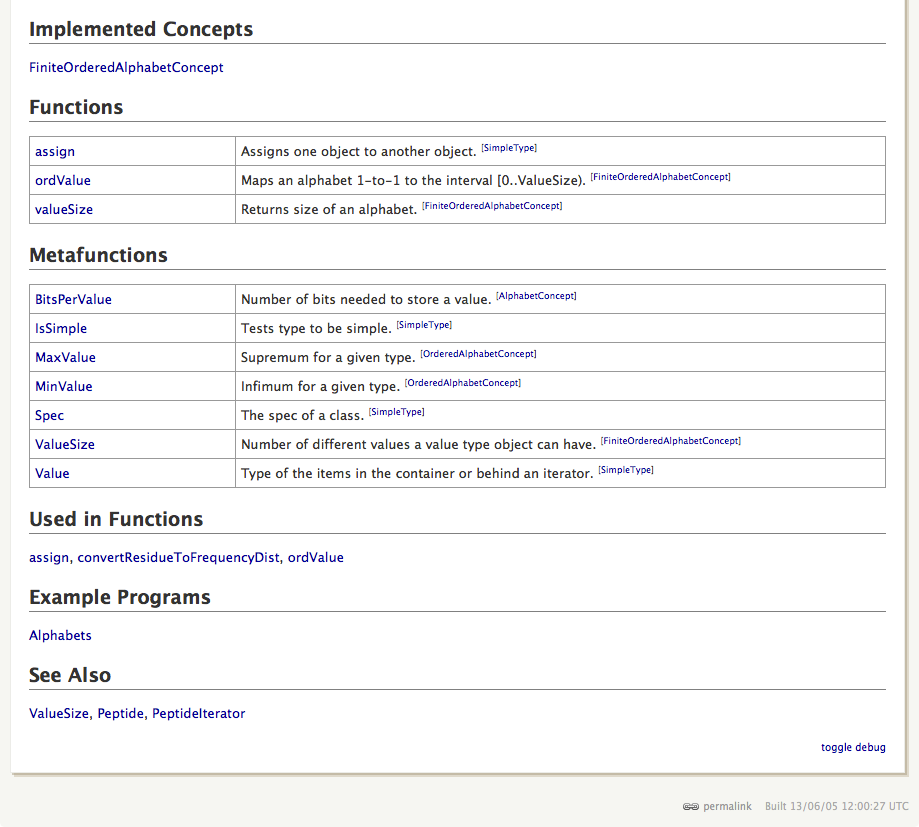 Implemented Concepts
FiniteOrderedAlphabetConcept
Functions
assign Assigns one object to another object. [SimpleType]
ordValue Maps an alphabet 1-to-1 to the interval [0..ValueSize). [FiniteOrderedAlphabetConcept]
valueSize Returns size of an alphabet. [FiniteOrderedAlphabetConcept]
Metafunctions
BitsPerValue Number of bits needed to store a value. [AlphabetConcept]
IsSimple Tests type to be simple. [SimpleType]
MaxValue Supremum for a given type. [OrderedAlphabetConcept]
MinValue Infimum for a given type. [OrderedAlphabetConcept]
Spec The spec of a class. [SimpleType]
ValueSize Number of different values a value type object can have. [FiniteOrderedAlphabetConcept]
Value Type of the items in the container or behind an iterator. [SimpleType]
Used in Functions
assign, convertResidueToFrequencyDist, ordValue
Example Programs
Alphabets
See Also
ValueSize, Peptide, PeptideIterator
toggle debug
permalink Built 13/06/05 12:00:27 UTC